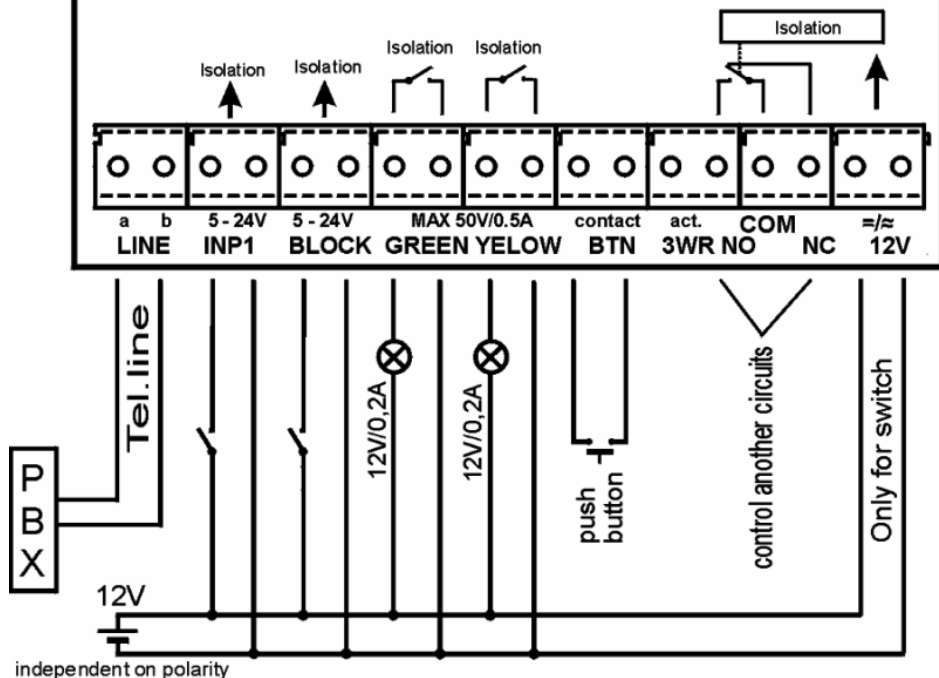 Isolation
Isolation Isolation
Isolation Isolation
a b 5 - 24V 5 - 24V MAX 50V/0.5A contact act. COM =/≈
LINE INP1 BLOCK GREEN YELOW BTN 3WR NO NC 12V
Tel.line
12V/0,2A
12V/0,2A
push
button
control another circuits
Only for switch
P
B
X
12V
independent on polarity